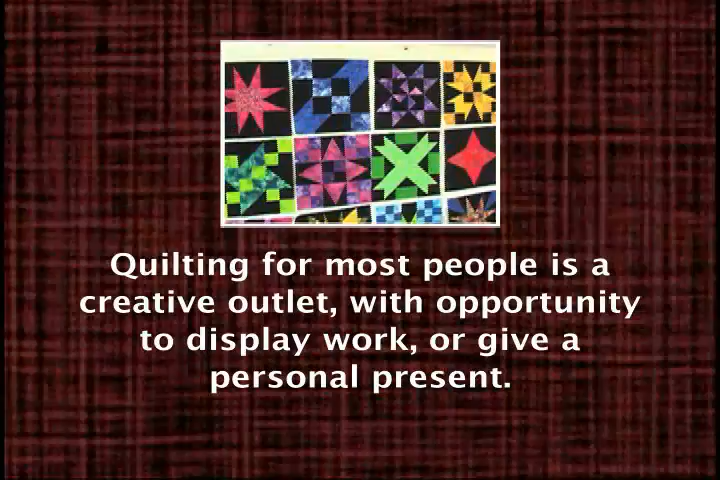 Quilting for most people is a
creative outlet, with opportunity
to display work, or give a
personal present.